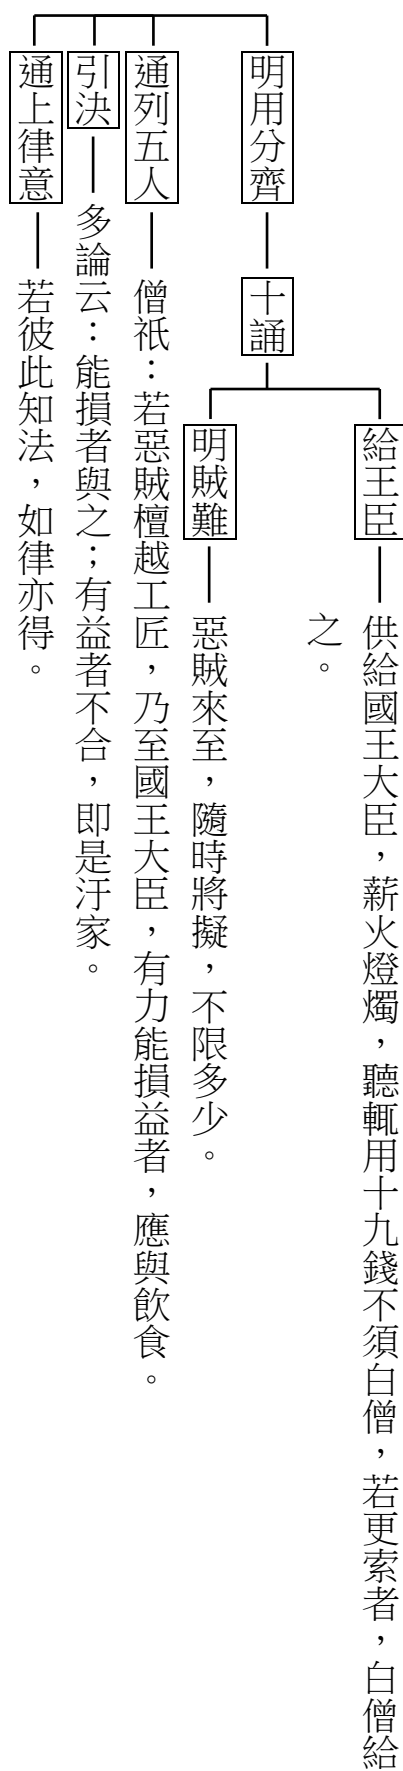 明用分齊
十誦
給王臣
供給國王大臣，薪火燈燭，聽輒用十九錢不須白僧，若更索者，白僧給
之。
明賊難
惡賊來至，隨時將擬，不限多少。
通列五人
僧祇：若惡賊檀越工匠，乃至國王大臣，有力能損益者，應與飲食。
引決
多論云：能損者與之；有益者不合，即是汙家。
通上律意
若彼此知法，如律亦得。